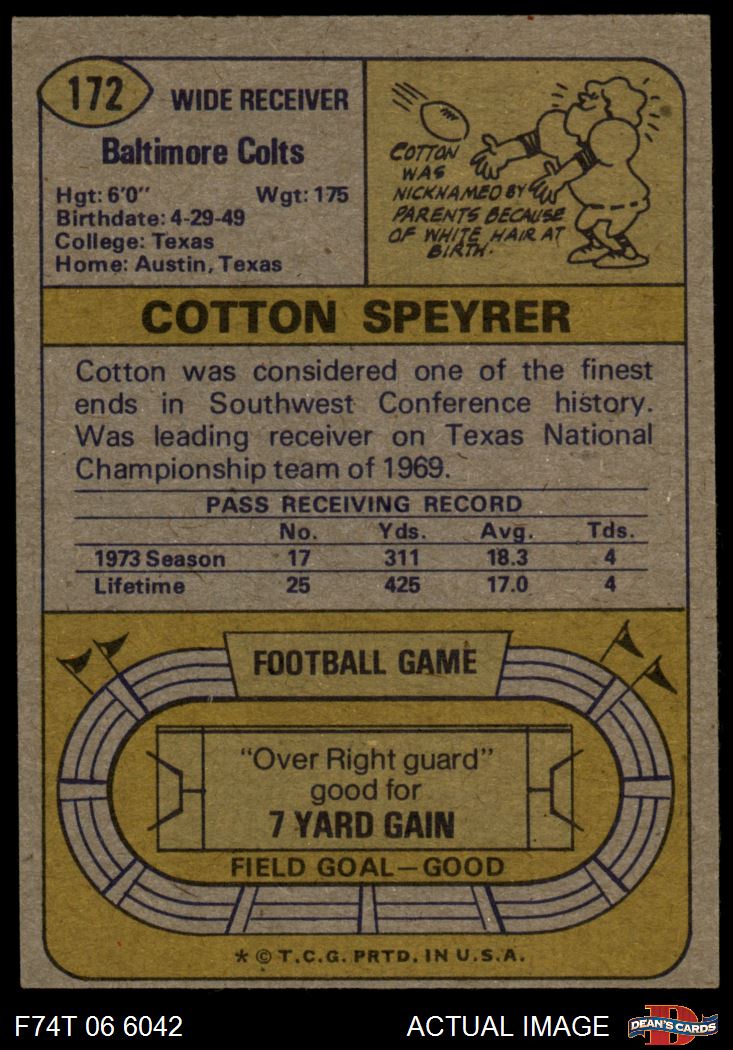 172
WIDE RECEIVER
Baltimore Colts
Hgt: 6'0"  Wgt: 175
Birthdate: 4-29-49
College: Texas
Home: Austin, Texas
COTTON
WAS
NICKNAMED BY
PARENTS BECAUSE
OF WHITE HAIR AT
BIRTH.
COTTON SPEYRER
Cotton was considered one of the finest
ends in Southwest Conference history.
Was leading receiver on Texas National
Championship team of 1969.
PASS RECEIVING RECORD
No. Yds. Avg. Tds.
1973 Season 17 311 18.3 4
Lifetime 25 425 17.0 4
FOOTBALL GAME
"Over Right guard"
good for
7 YARD GAIN
FIELD GOAL—GOOD
* © T.C.G. PRTD. IN U.S.A.
F74T 06 6042 ACTUAL IMAGE DEAN'S CARDS